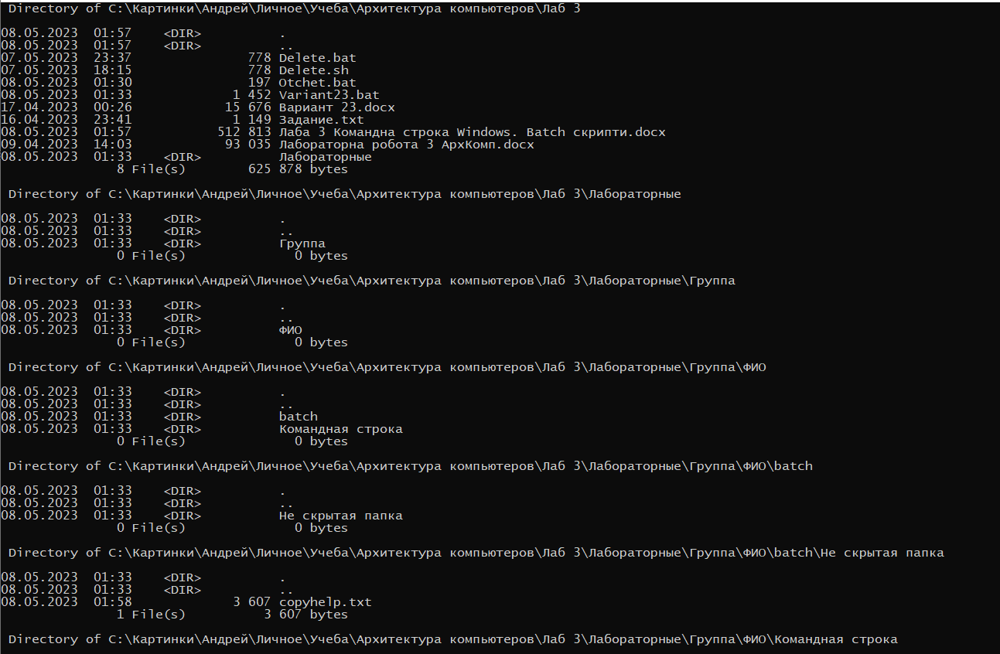 Directory of C:\Картинки\Андрей\Личное\Учеба\Архитектура компьютеров\Лаб 3
08.05.2023  01:57    <DIR>          .
08.05.2023  01:57    <DIR>          ..
07.05.2023  23:37               778 Delete.bat
07.05.2023  18:15               778 Delete.sh
08.05.2023  01:30               197 Otchet.bat
08.05.2023  01:33             1 452 Variant23.bat
17.04.2023  00:26            15 676 Вариант 23.docx
16.04.2023  23:41             1 149 Задание.txt
08.05.2023  01:57           512 813 Лаба 3 Командна строка Windows. Batch скрипти.docx
09.04.2023  14:03            93 035 Лабораторна робота 3 АрхКомп.docx
08.05.2023  01:33    <DIR>          Лабораторные
               8 File(s)        625 878 bytes
Directory of C:\Картинки\Андрей\Личное\Учеба\Архитектура компьютеров\Лаб 3\Лабораторные
08.05.2023  01:33    <DIR>          .
08.05.2023  01:33    <DIR>          ..
08.05.2023  01:33    <DIR>          Группа
               0 File(s)              0 bytes
Directory of C:\Картинки\Андрей\Личное\Учеба\Архитектура компьютеров\Лаб 3\Лабораторные\Группа
08.05.2023  01:33    <DIR>          .
08.05.2023  01:33    <DIR>          ..
08.05.2023  01:33    <DIR>          ФИО
               0 File(s)              0 bytes
Directory of C:\Картинки\Андрей\Личное\Учеба\Архитектура компьютеров\Лаб 3\Лабораторные\Группа\ФИО
08.05.2023  01:33    <DIR>          .
08.05.2023  01:33    <DIR>          ..
08.05.2023  01:33    <DIR>          batch
08.05.2023  01:33    <DIR>          Командная строка
               0 File(s)              0 bytes
Directory of C:\Картинки\Андрей\Личное\Учеба\Архитектура компьютеров\Лаб 3\Лабораторные\Группа\ФИО\batch
08.05.2023  01:33    <DIR>          .
08.05.2023  01:33    <DIR>          ..
08.05.2023  01:33    <DIR>          Не скрытая папка
               0 File(s)              0 bytes
Directory of C:\Картинки\Андрей\Личное\Учеба\Архитектура компьютеров\Лаб 3\Лабораторные\Группа\ФИО\batch\Не скрытая папка
08.05.2023  01:33    <DIR>          .
08.05.2023  01:33    <DIR>          ..
08.05.2023  01:58             3 607 copyhelp.txt
               1 File(s)          3 607 bytes
Directory of C:\Картинки\Андрей\Личное\Учеба\Архитектура компьютеров\Лаб 3\Лабораторные\Группа\ФИО\Командная строка